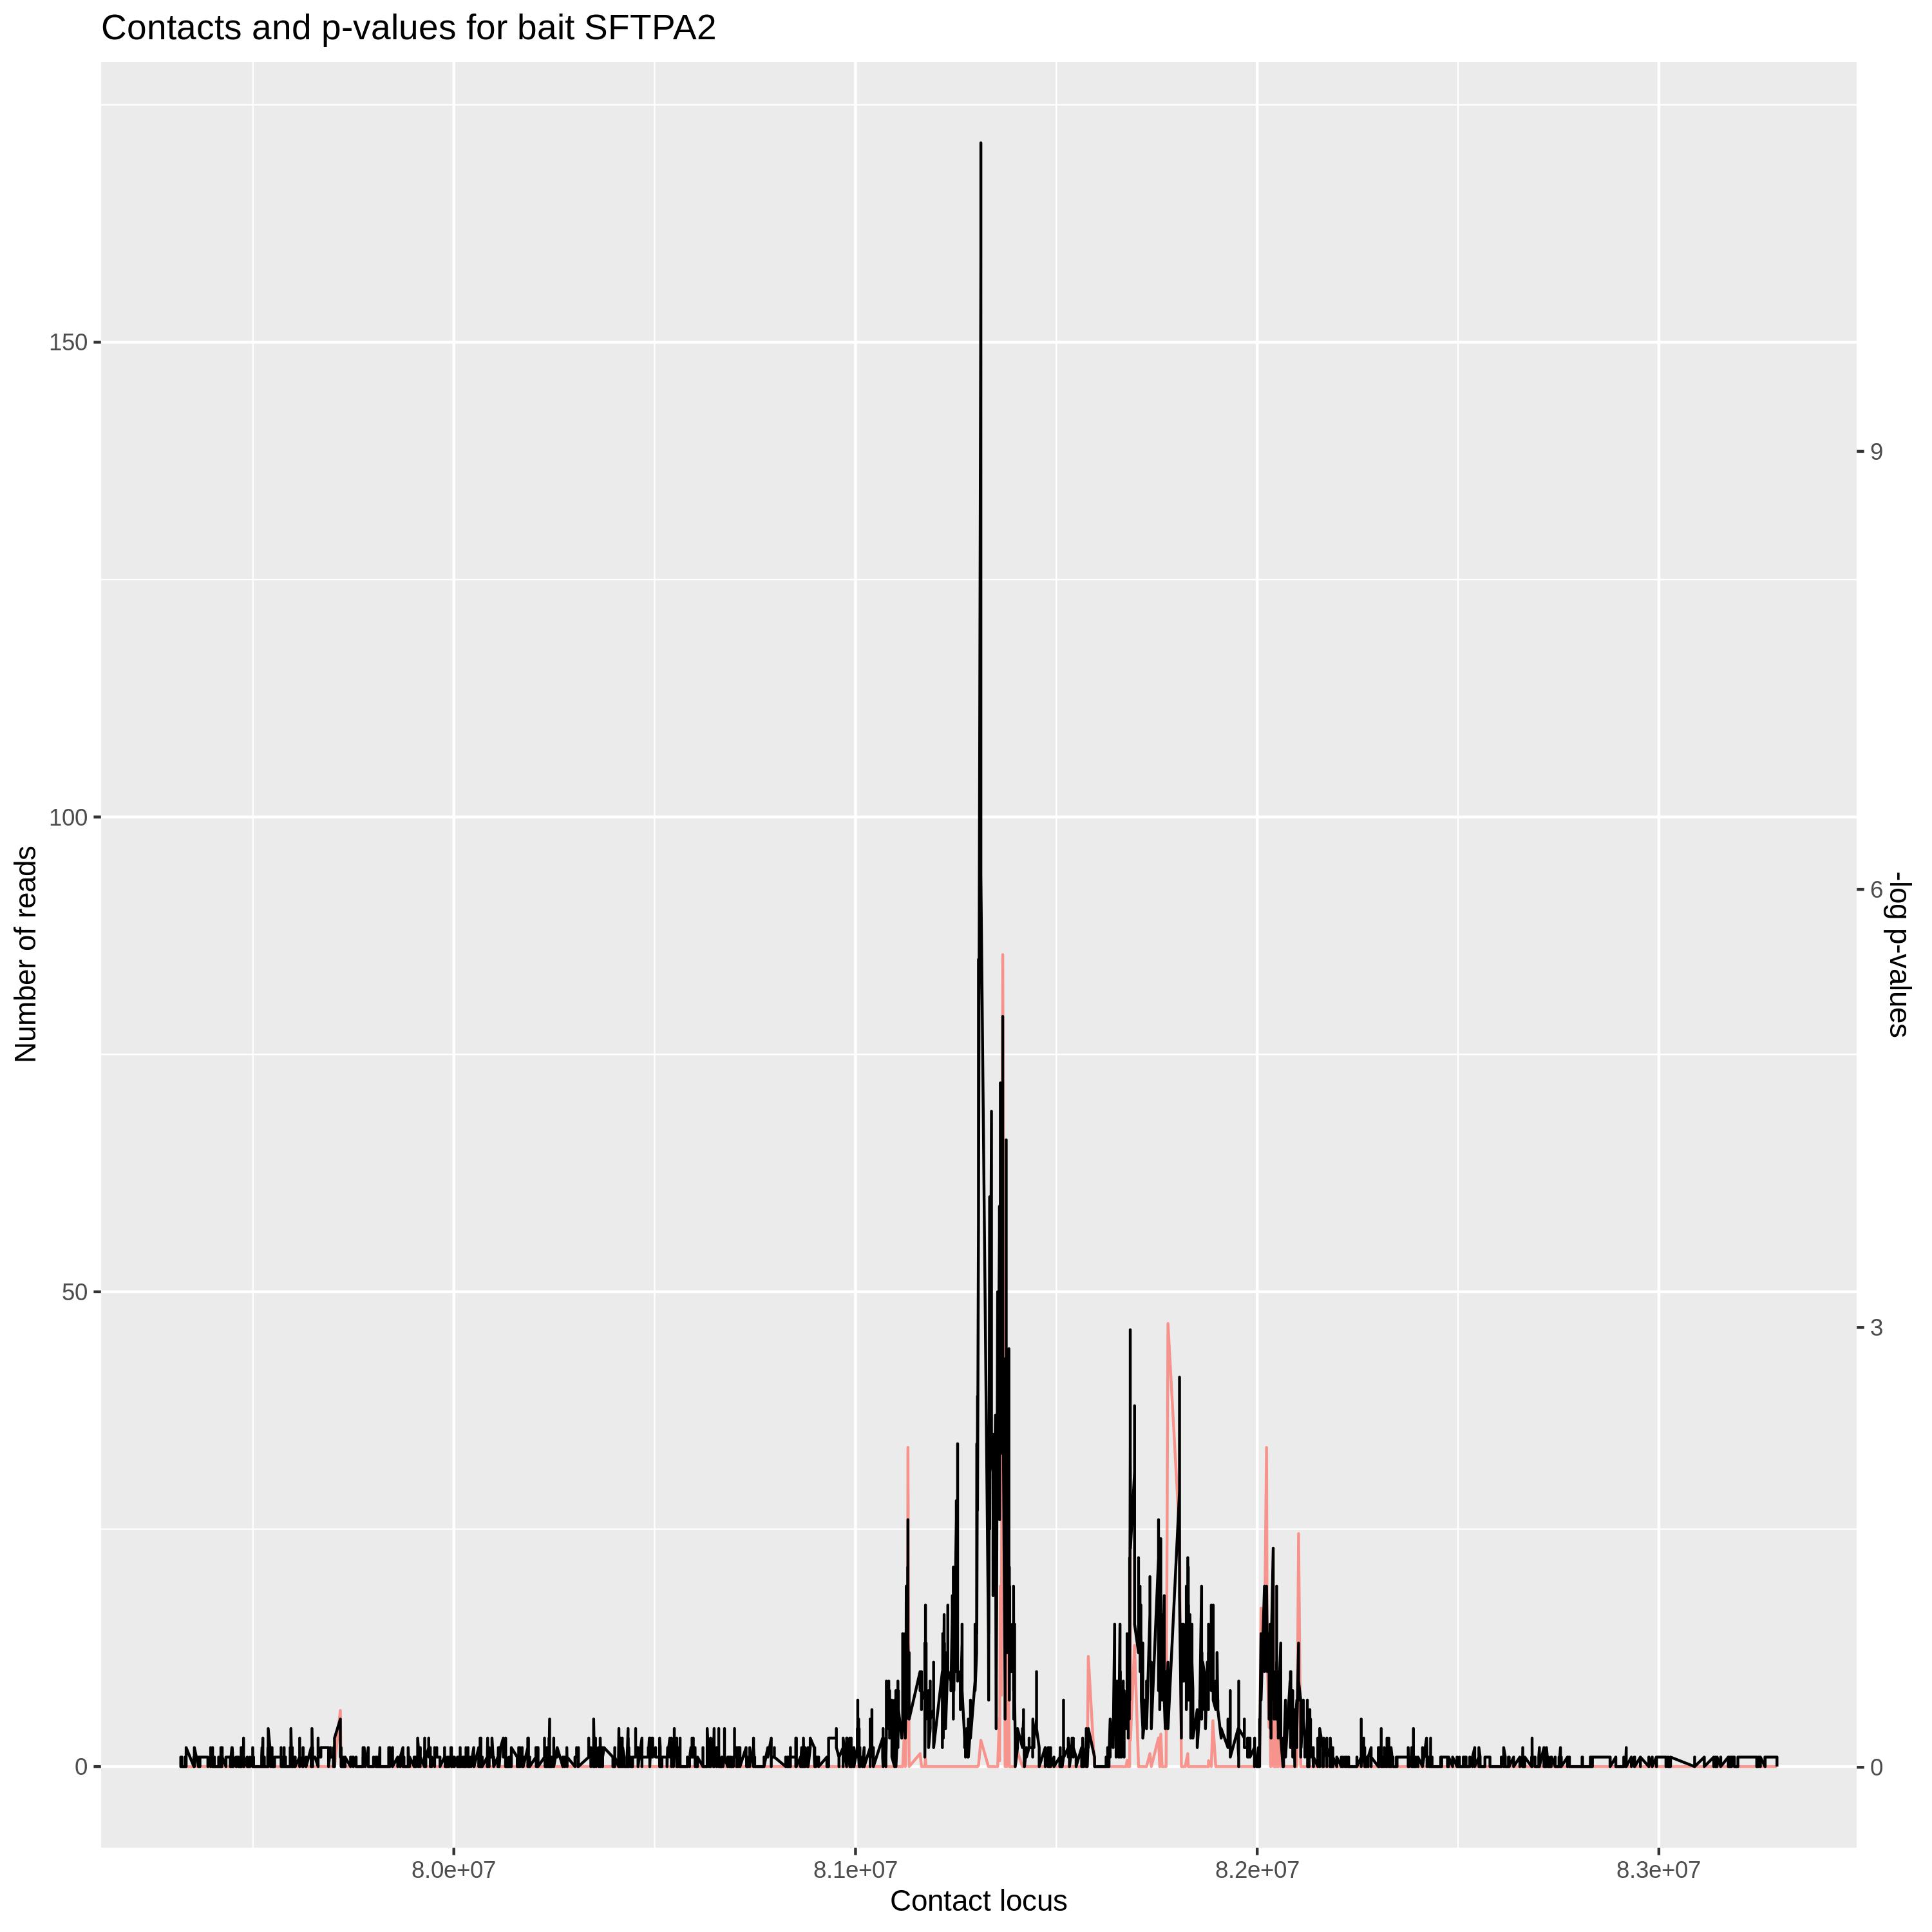 Contacts and p-values for bait SFTPA2
Number of reads
150
100
50
0
9
6
3
0
-log p-values
8.0e+07
8.1e+07
8.2e+07
8.3e+07
Contact locus